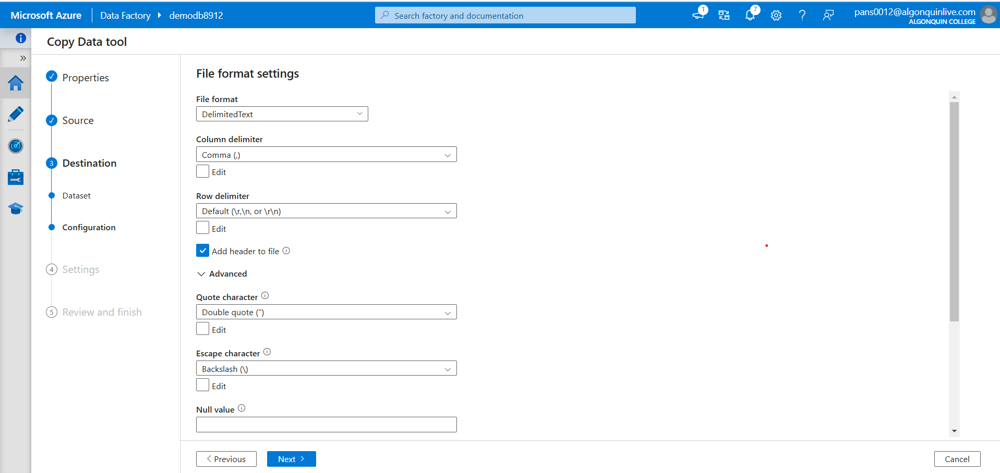 Microsoft Azure
Data Factory
demodb8912
Search factory and documentation
1
7
?
pans0012@algonquinlive.com
ALGONQUIN COLLEGE
Copy Data tool
Properties
Source
3 Destination
Dataset
Configuration
4 Settings
5 Review and finish
File format settings
File format
DelimitedText
Column delimiter
Comma (,)
Edit
Row delimiter
Default (\r,\n, or \r\n)
Edit
Add header to file
Advanced
Quote character
Double quote (")
Edit
Escape character
Backslash (\)
Edit
Null value
Previous
Next
Cancel